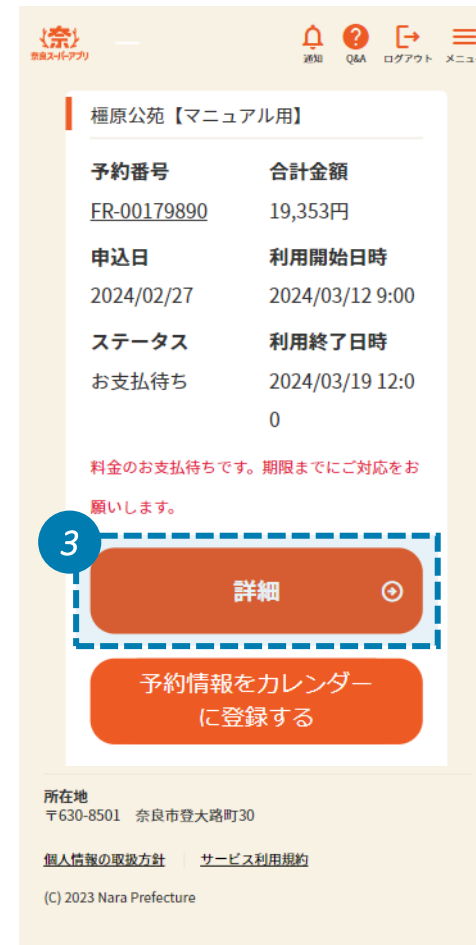 奈
奈良スーパーアプリ
通知
Q&A
ログアウト
メニュー
橿原公苑【マニュアル用】
予約番号 合計金額
FR-00179890 19,353円
申込日 利用開始日時
2024/02/27 2024/03/12 9:00
ステータス 利用終了日時
お支払待ち 2024/03/19 12:0
0
料金のお支払待ちです。期限までにご対応をお
願いします。
3
詳細
予約情報をカレンダー
に登録する
所在地
〒630-8501 奈良市登大路町30
個人情報の取扱方針 サービス利用規約
(C) 2023 Nara Prefecture